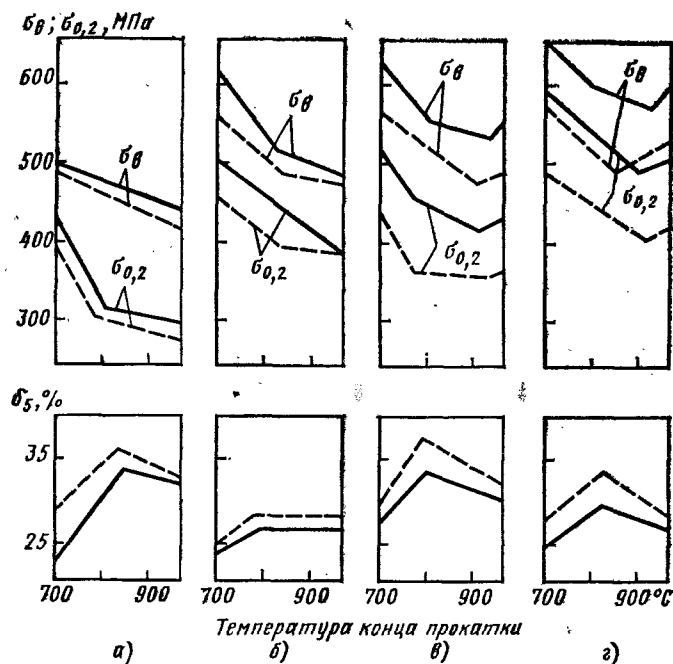 σв; σ0,2, МПа
600
500
400
300
σв
σ0,2
σв
σ0,2
σв
σ0,2
σв
σ0,2
δ5, %
35
25
700 900 700 900 700 900 700 900 °C
Температура конца прокатки
а) б) в) г)